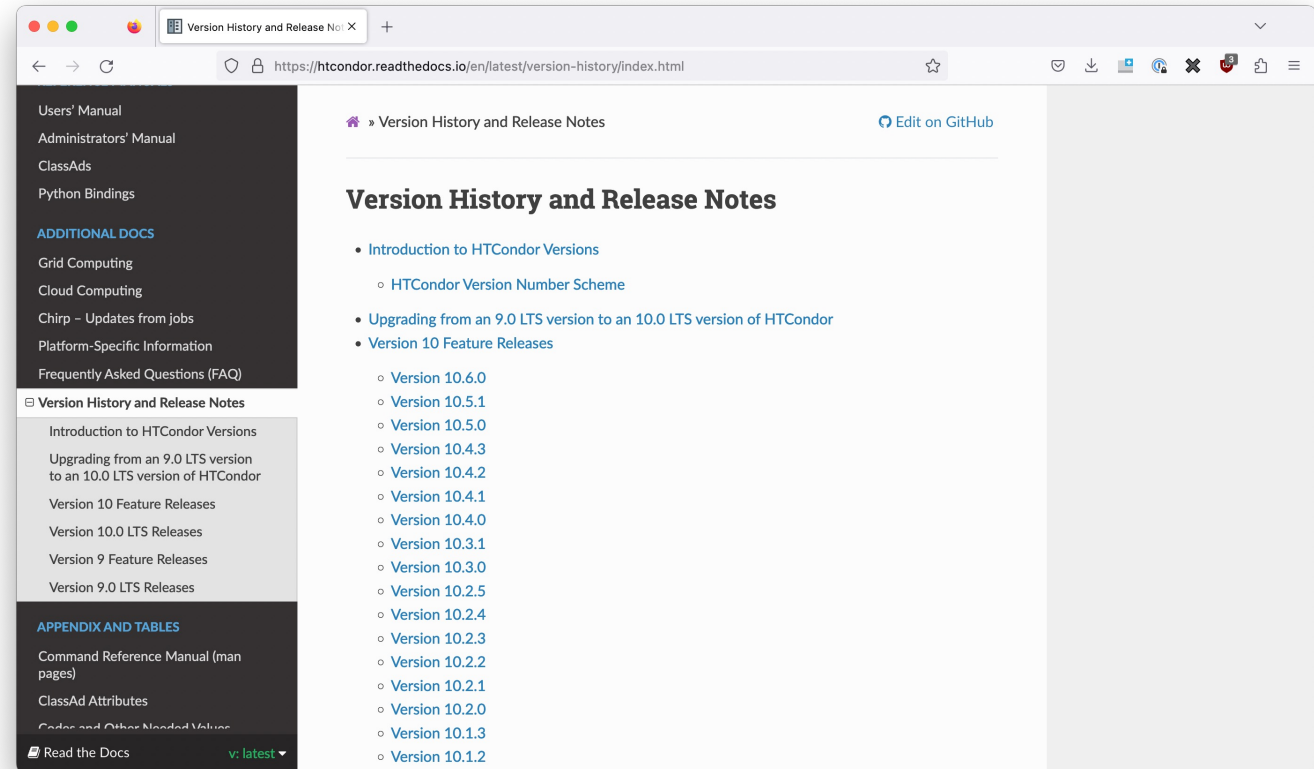 Version History and Release Not
https://htcondor.readthedocs.io/en/latest/version-history/index.html
3
Users' Manual
Administrators' Manual
ClassAds
Python Bindings
ADDITIONAL DOCS
Grid Computing
Cloud Computing
Chirp – Updates from jobs
Platform-Specific Information
Frequently Asked Questions (FAQ)
Version History and Release Notes
Introduction to HTCondor Versions
Upgrading from an 9.0 LTS version
to an 10.0 LTS version of HTCondor
Version 10 Feature Releases
Version 10.0 LTS Releases
Version 9 Feature Releases
Version 9.0 LTS Releases
APPENDIX AND TABLES
Command Reference Manual (man
pages)
ClassAd Attributes
Codes and Other Needed Values
Read the Docs v: latest
» Version History and Release Notes
Edit on GitHub
Version History and Release Notes
• Introduction to HTCondor Versions
◦ HTCondor Version Number Scheme
• Upgrading from an 9.0 LTS version to an 10.0 LTS version of HTCondor
• Version 10 Feature Releases
◦ Version 10.6.0
◦ Version 10.5.1
◦ Version 10.5.0
◦ Version 10.4.3
◦ Version 10.4.2
◦ Version 10.4.1
◦ Version 10.4.0
◦ Version 10.3.1
◦ Version 10.3.0
◦ Version 10.2.5
◦ Version 10.2.4
◦ Version 10.2.3
◦ Version 10.2.2
◦ Version 10.2.1
◦ Version 10.2.0
◦ Version 10.1.3
◦ Version 10.1.2